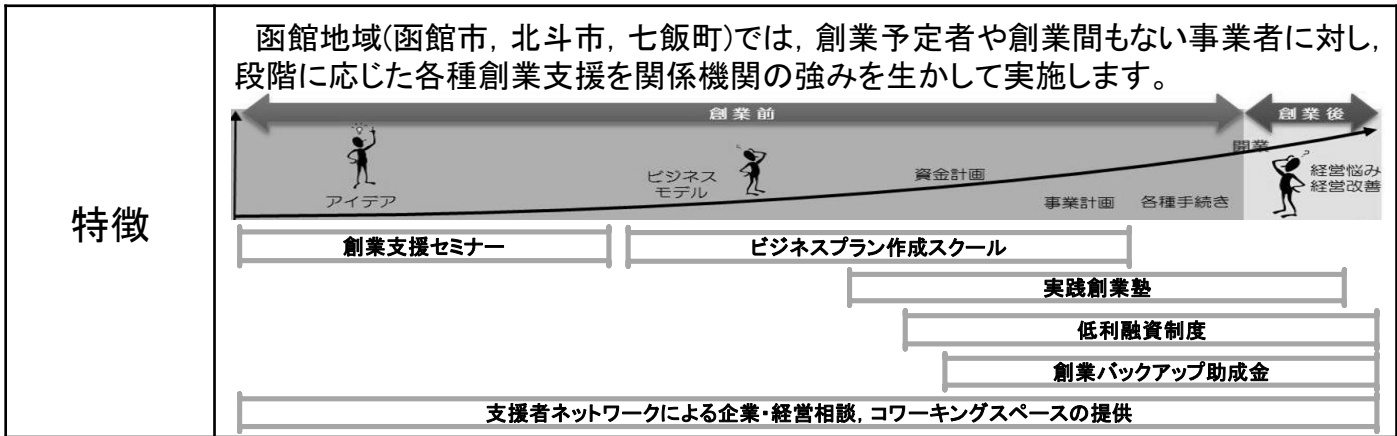 特徴
函館地域(函館市, 北斗市, 七飯町)では, 創業予定者や創業間もない事業者に対し,
段階に応じた各種創業支援を関係機関の強みを生かして実施します。
創業前
創業後
アイデア
ビジネス
モデル
資金計画
事業計画
各種手続き
開業
経営悩み
経営改善
創業支援セミナー
ビジネスプラン作成スクール
実践創業塾
低利融資制度
創業バックアップ助成金
支援者ネットワークによる企業・経営相談, コワーキングスペースの提供